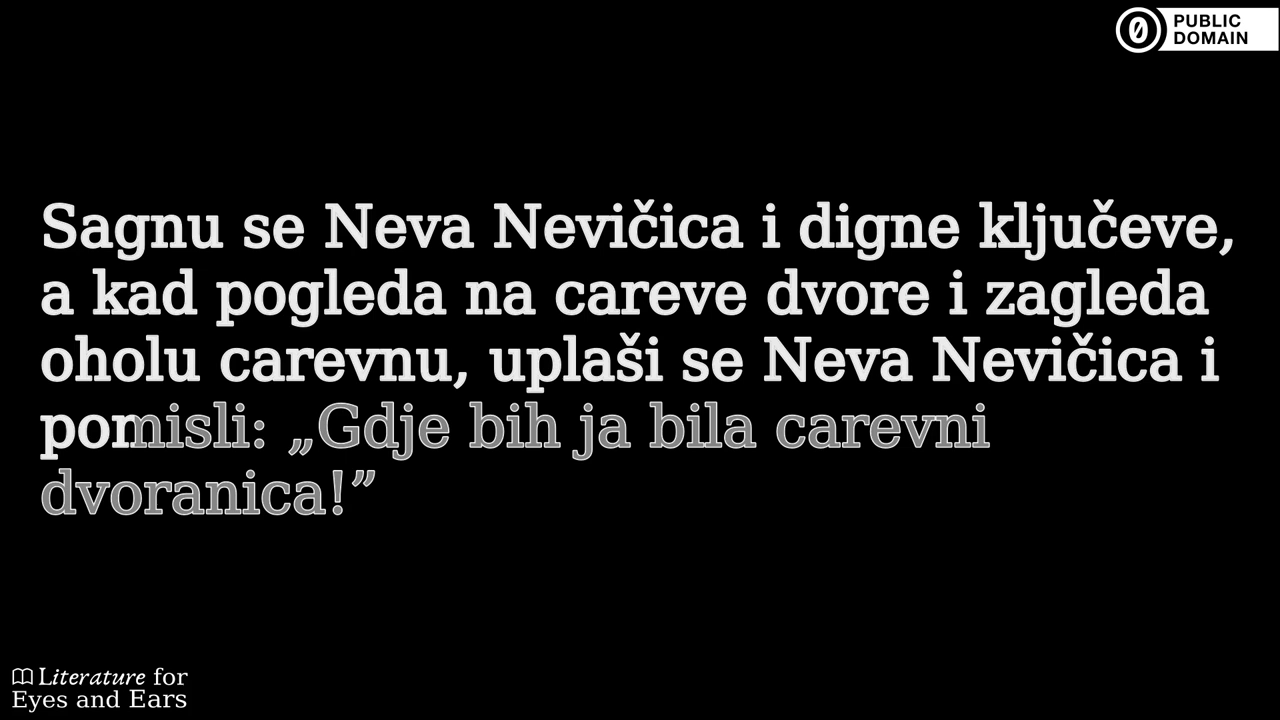 PUBLIC
DOMAIN
Sagnu se Neva Nevičica i digne ključeve,
a kad pogleda na careve dvore i zagleda
oholu carevnu, uplaši se Neva Nevičica i
pomisli: „Gdje bih ja bila carevni
dvoranica!”
Literature for
Eyes and Ears